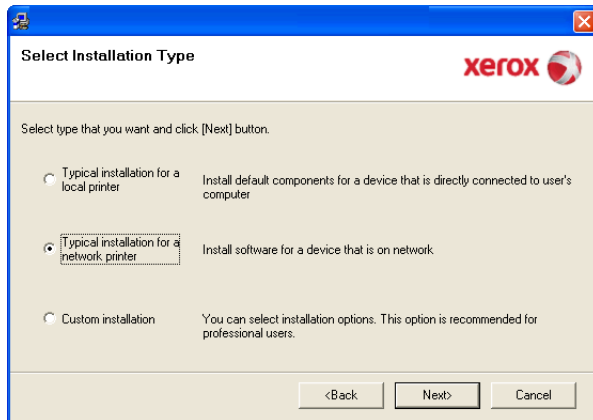 Select Installation Type
xerox
Select type that you want and click [Next] button.
Typical installation for a
local printer
Install default components for a device that is directly connected to user's
computer
Typical installation for a
network printer
Install software for a device that is on network
Custom installation
You can select installation options. This option is recommended for
professional users.
<Back
Next>
Cancel